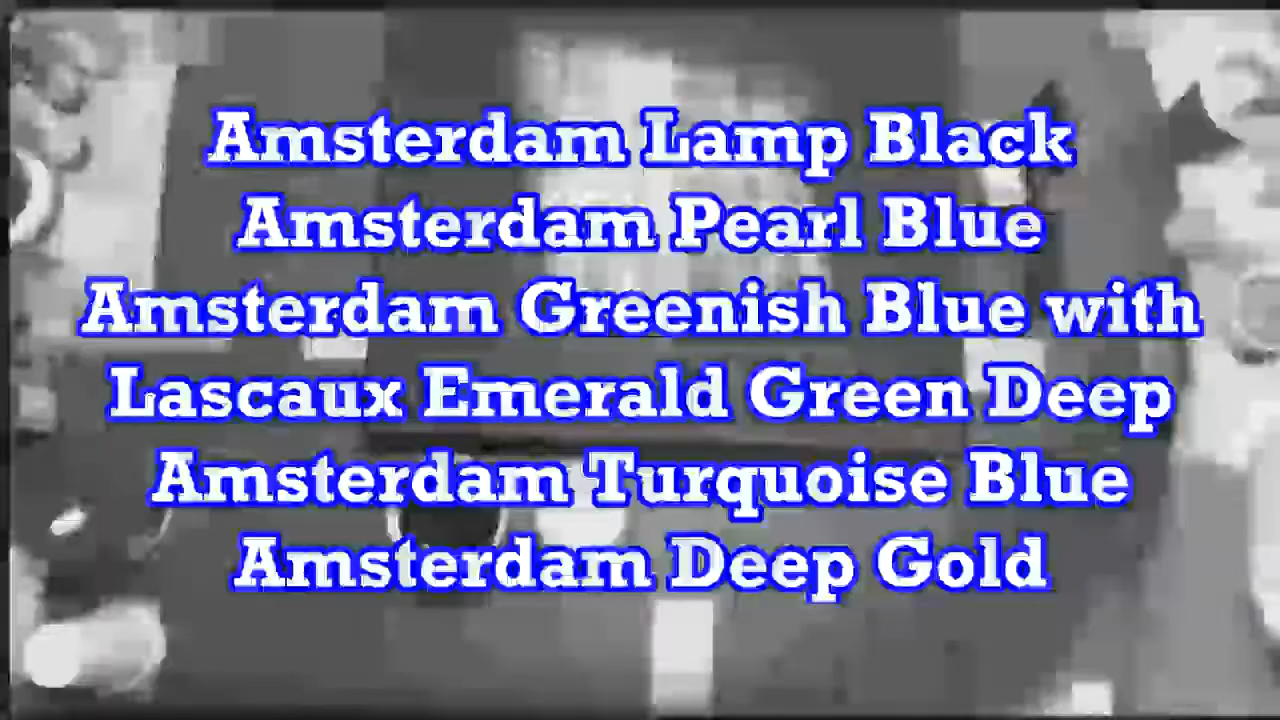 Amsterdam Lamp Black
Amsterdam Pearl Blue
Amsterdam Greenish Blue with
Lascaux Emerald Green Deep
Amsterdam Turquoise Blue
Amsterdam Deep Gold